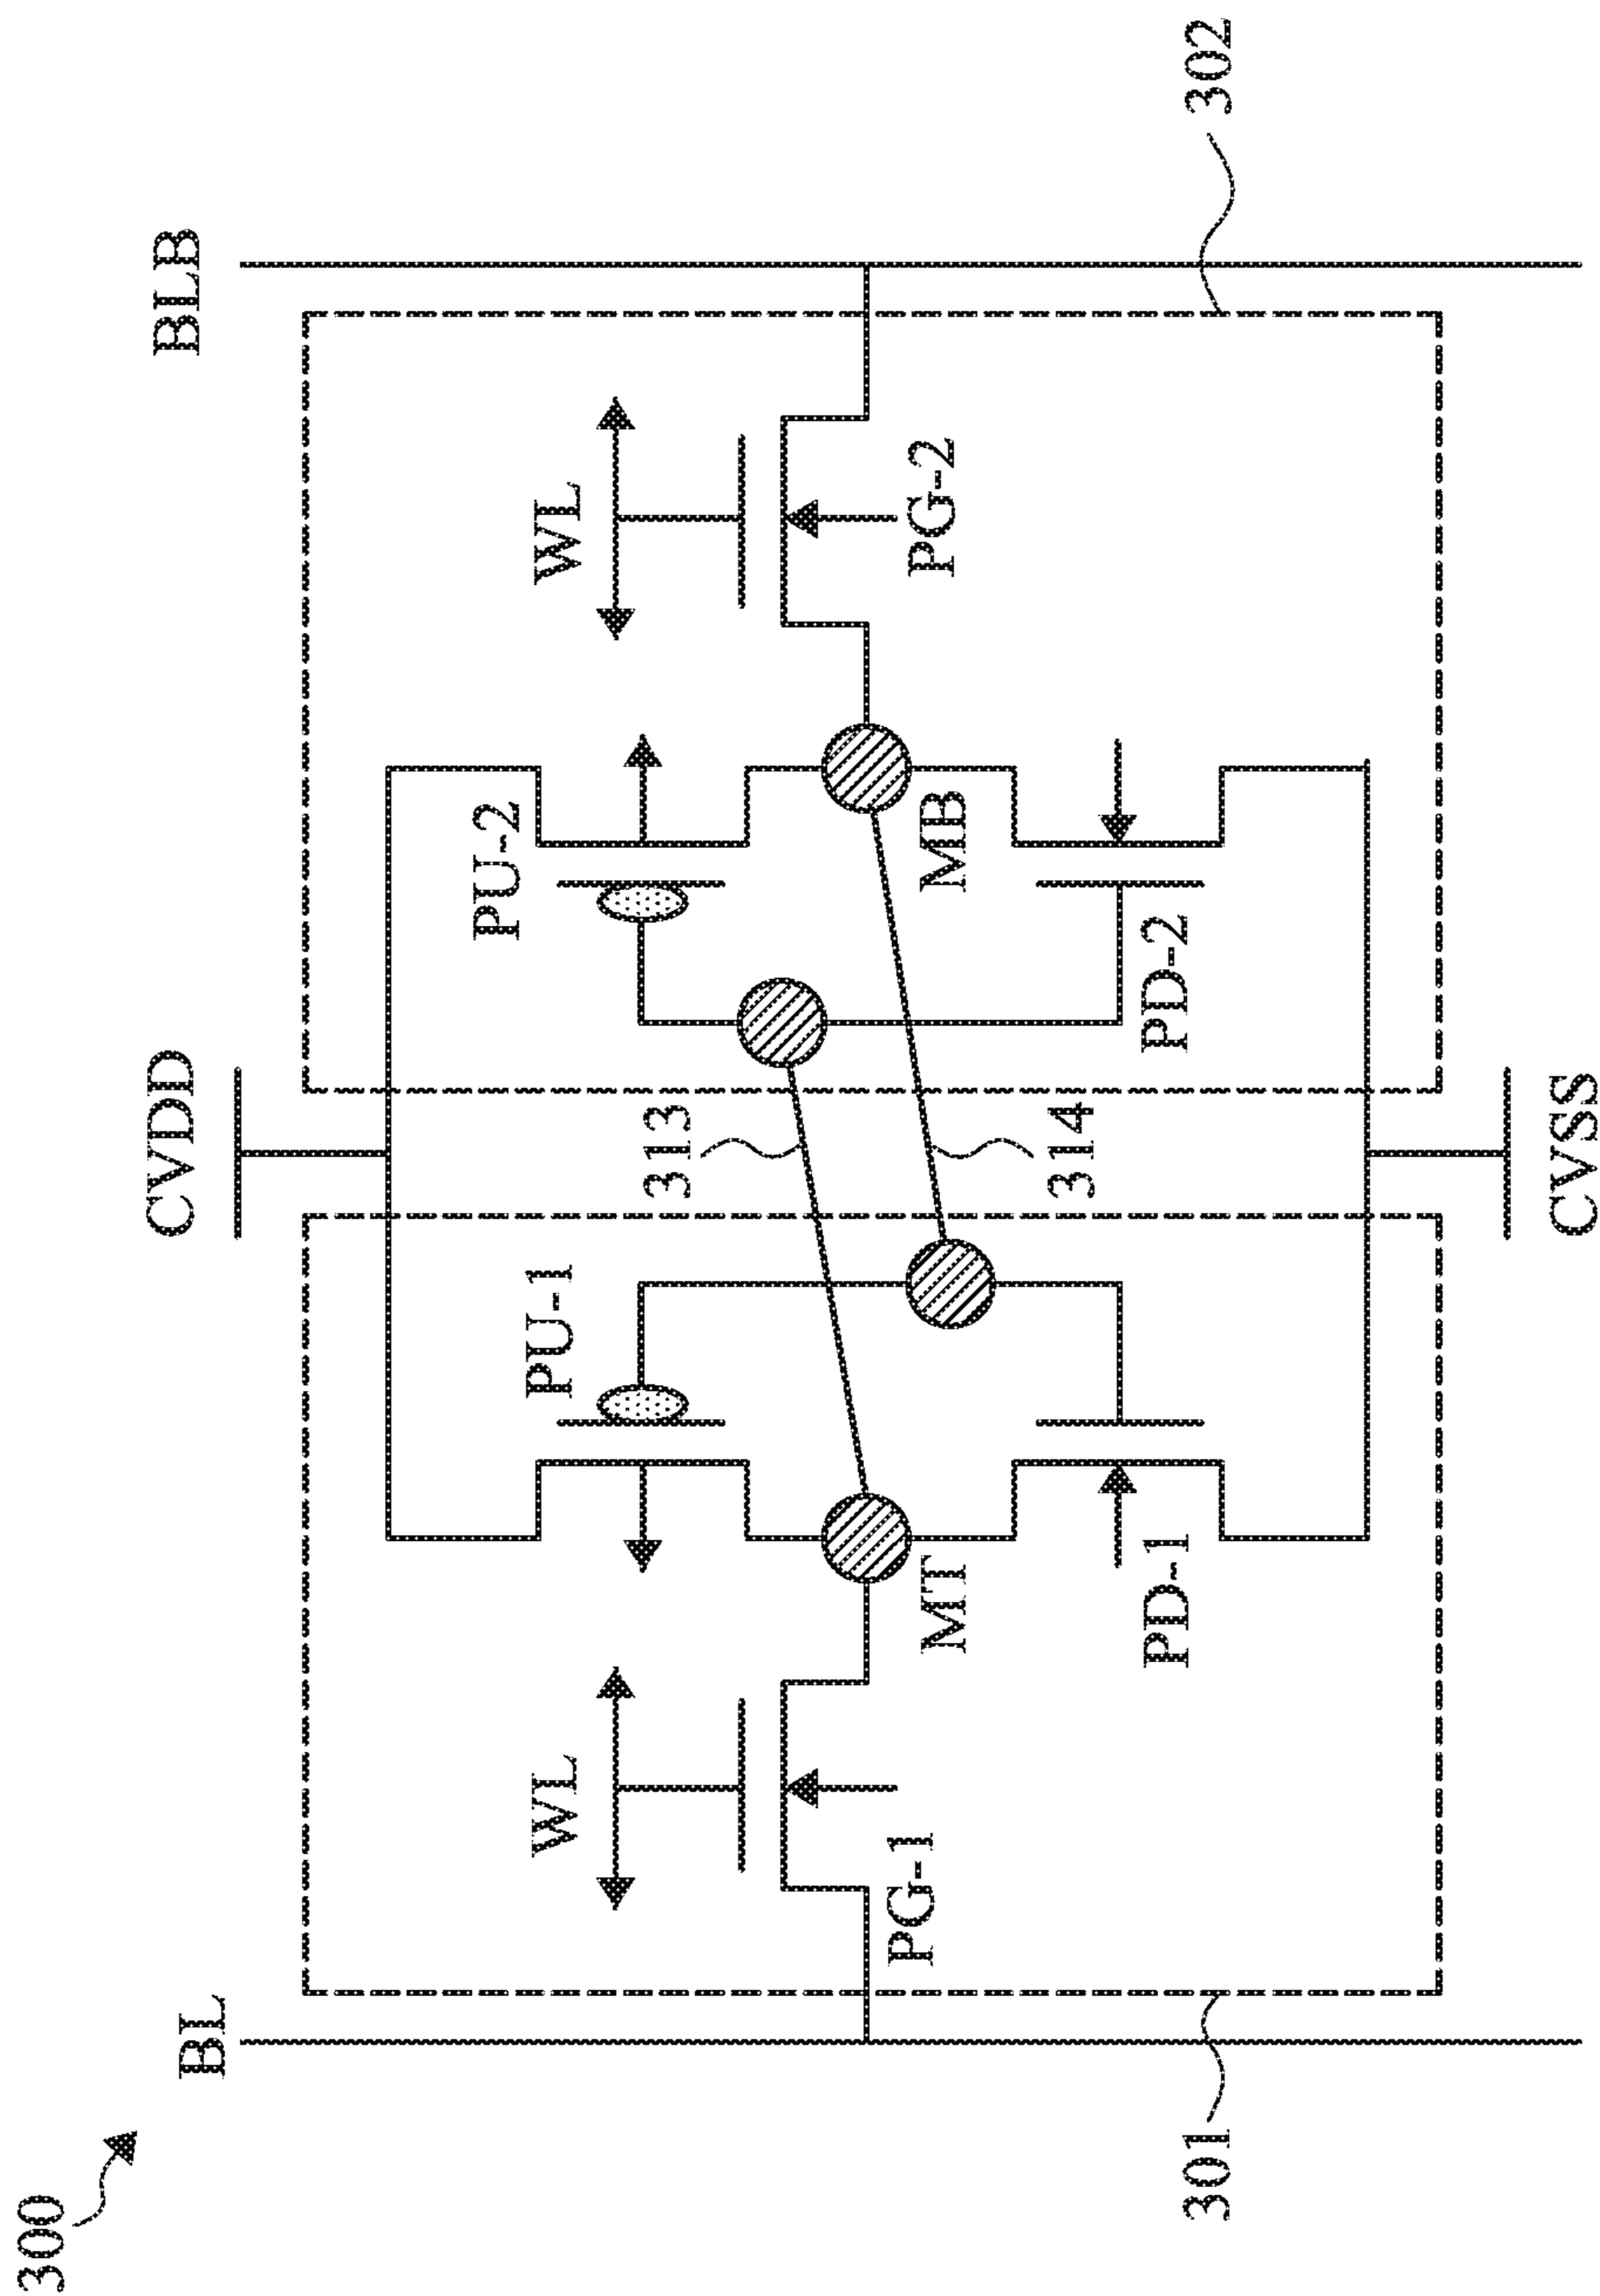 300
BL
CVDD
BLB
WL
PU-1
PU-2
WL
313
PG-1
MT
MB
PG-2
314
PD-1
PD-2
301
302
CVSS